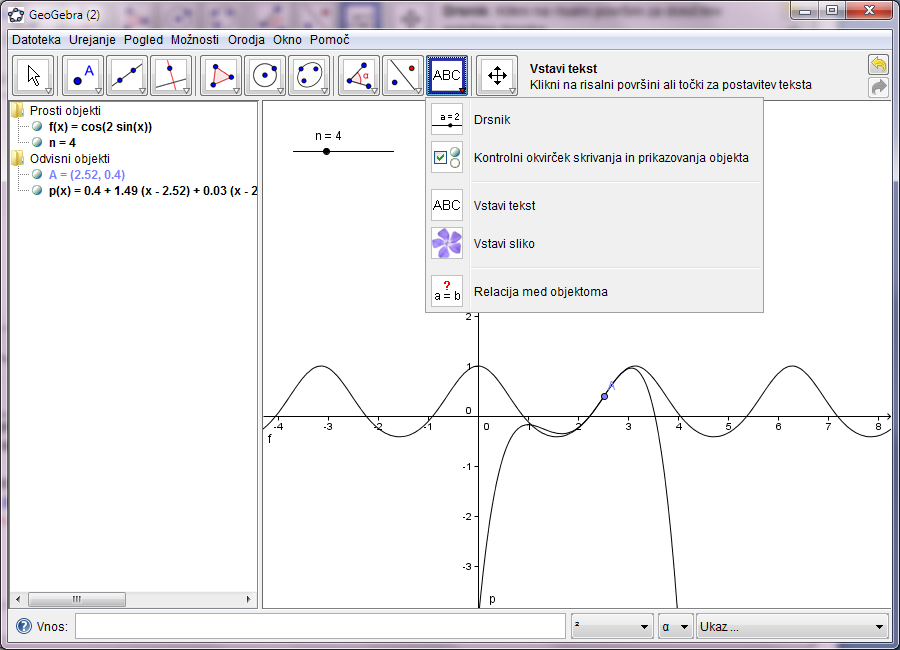 GeoGebra (2)
Datoteka Urejanje Pogled Možnosti Orodja Okno Pomoč
A
α
ABC
Vstavi tekst
Klikni na risalni površini ali točki za postavitev teksta
Prosti objekti
f(x) = cos(2 sin(x))
n = 4
Odvisni objekti
A = (2.52, 0.4)
p(x) = 0.4 + 1.49 (x - 2.52) + 0.03 (x - 2
n = 4
a = 2
Drsnik
Kontrolni okvirček skrivanja in prikazovanja objekta
ABC
Vstavi tekst
Vstavi sliko
?
a = b
Relacija med objektoma
2
1
A
0
-4 -3 -2 -1 0 1 2 3 4 5 6 7 8
f
-1
-2
-3
p
Vnos:
²
α
Ukaz ...